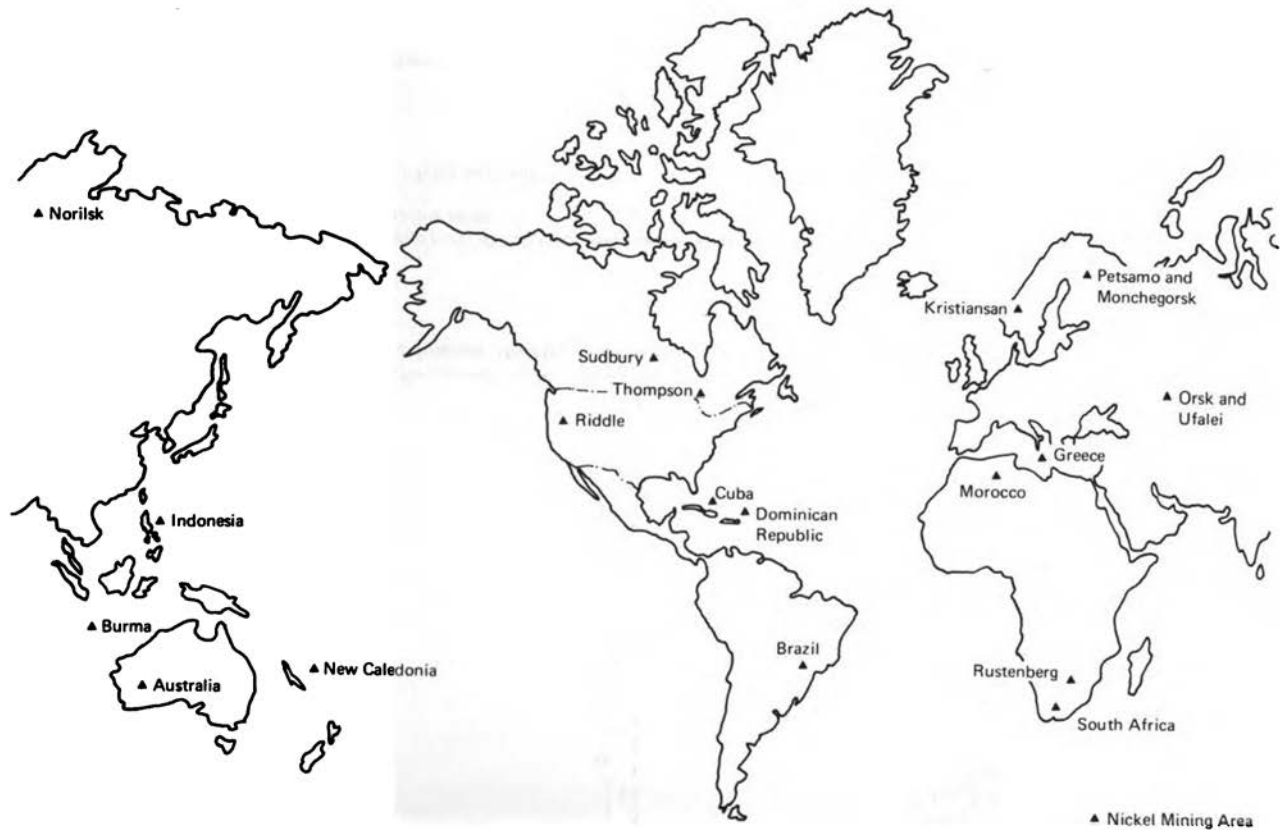 Norilsk
Petsamo and
Monchegorsk
Kristiansan
Sudbury
Thompson
Orsk and
Ufalei
Riddle
Greece
Morocco
Cuba
Dominican
Republic
Indonesia
Burma
Brazil
New Caledonia
Rustenberg
Australia
South Africa
▲ Nickel Mining Area